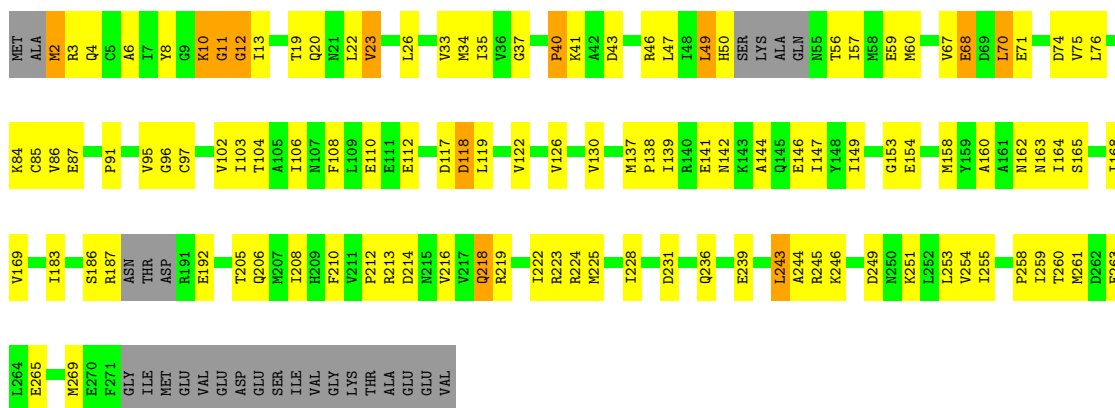 MET ALA M2 R3 Q4 C5 A6 I7 Y8 G9 K10 G11 G12 I13 T19 Q20 N21 L22 V23 L26 V33 M34 I35 V36 G37 P40 K41 A42 D43 R46 L47 I48 L49 H50 SER LYS ALA GLN N55 T56 I57 M58 E59 M60 V67 E68 D69 L70 E71 D74 V75 L76
K84 C85 V86 E87 P91 V95 G96 C97 V102 I103 T104 A105 I106 N107 F108 L109 E110 E111 E112 D117 D118 L119 V122 V126 V130 M137 P138 I139 R140 E141 N142 K143 A144 Q145 E146 I147 Y148 I149 G153 E154 M158 Y159 A160 A161 N162 N163 I164 S165
V169 I183 S186 R187 ASN THR ASP R191 E192 T205 Q206 M207 I208 H209 F210 V211 P212 R213 D214 N215 V216 V217 Q218 R219 I222 R223 R224 M225 I228 D231 Q236 E239 L243 A244 R245 K246 D249 N250 K251 L252 L253 V254 I255 P258 I259 T260 M261 D262
L264 E265 M269 E270 F271 GLY ILE MET GLU VAL GLU ASP GLU SER ILE VAL GLY LYS THR ALA GLU GLU VAL